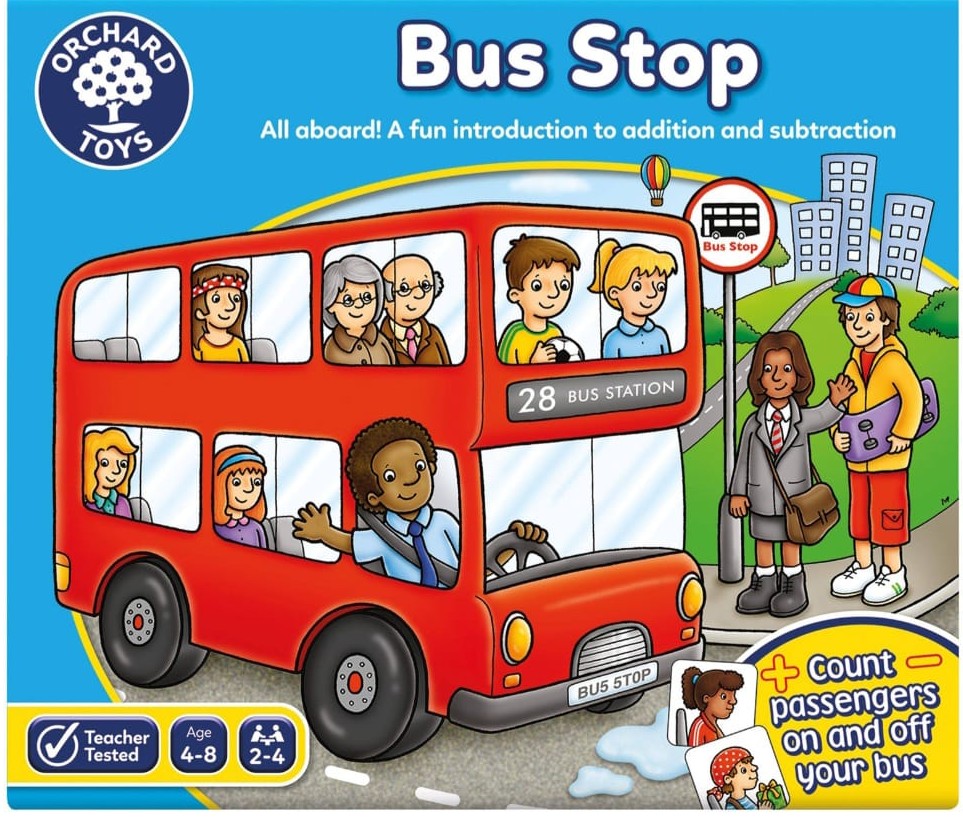 ORCHARD
TOYS
Bus Stop
All aboard! A fun introduction to addition and subtraction
Bus Stop
28 BUS STATION
BU5 5T0P
Teacher
Tested
Age
4-8
2-4
+ Count –
passengers
on and off
your bus
M